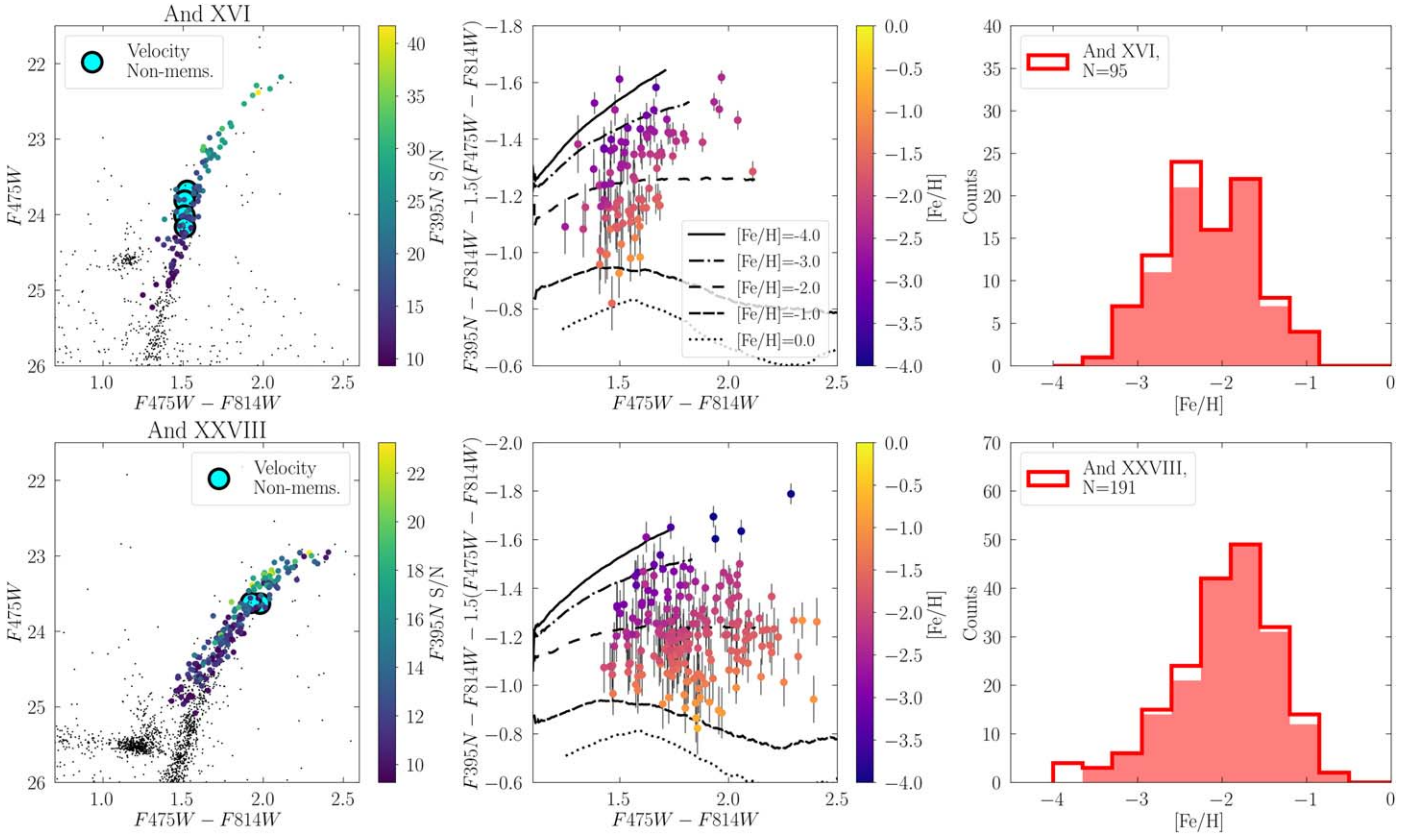 And XVI
22
23
24
25
26
F475W
1.0 1.5 2.0 2.5
F475W − F814W
Velocity
Non-mems.
40
35
30
25
20
15
10
F395N S/N
−1.8
−1.6
−1.4
−1.2
−1.0
−0.8
−0.6
F395N − F814W − 1.5(F475W − F814W)
[Fe/H]=-4.0
[Fe/H]=-3.0
[Fe/H]=-2.0
[Fe/H]=-1.0
[Fe/H]=0.0
1.5 2.0 2.5
F475W − F814W
0.0
−0.5
−1.0
−1.5
−2.0
−2.5
−3.0
−3.5
−4.0
[Fe/H]
40
35
30
25
20
15
10
5
0
Counts
And XVI,
N=95
−4 −3 −2 −1 0
[Fe/H]
And XXVIII
22
23
24
25
26
F475W
1.0 1.5 2.0 2.5
F475W − F814W
Velocity
Non-mems.
22
20
18
16
14
12
10
F395N S/N
−2.0
−1.8
−1.6
−1.4
−1.2
−1.0
−0.8
−0.6
F395N − F814W − 1.5(F475W − F814W)
1.5 2.0 2.5
F475W − F814W
0.0
−0.5
−1.0
−1.5
−2.0
−2.5
−3.0
−3.5
−4.0
[Fe/H]
70
60
50
40
30
20
10
0
Counts
And XXVIII,
N=191
−4 −3 −2 −1 0
[Fe/H]